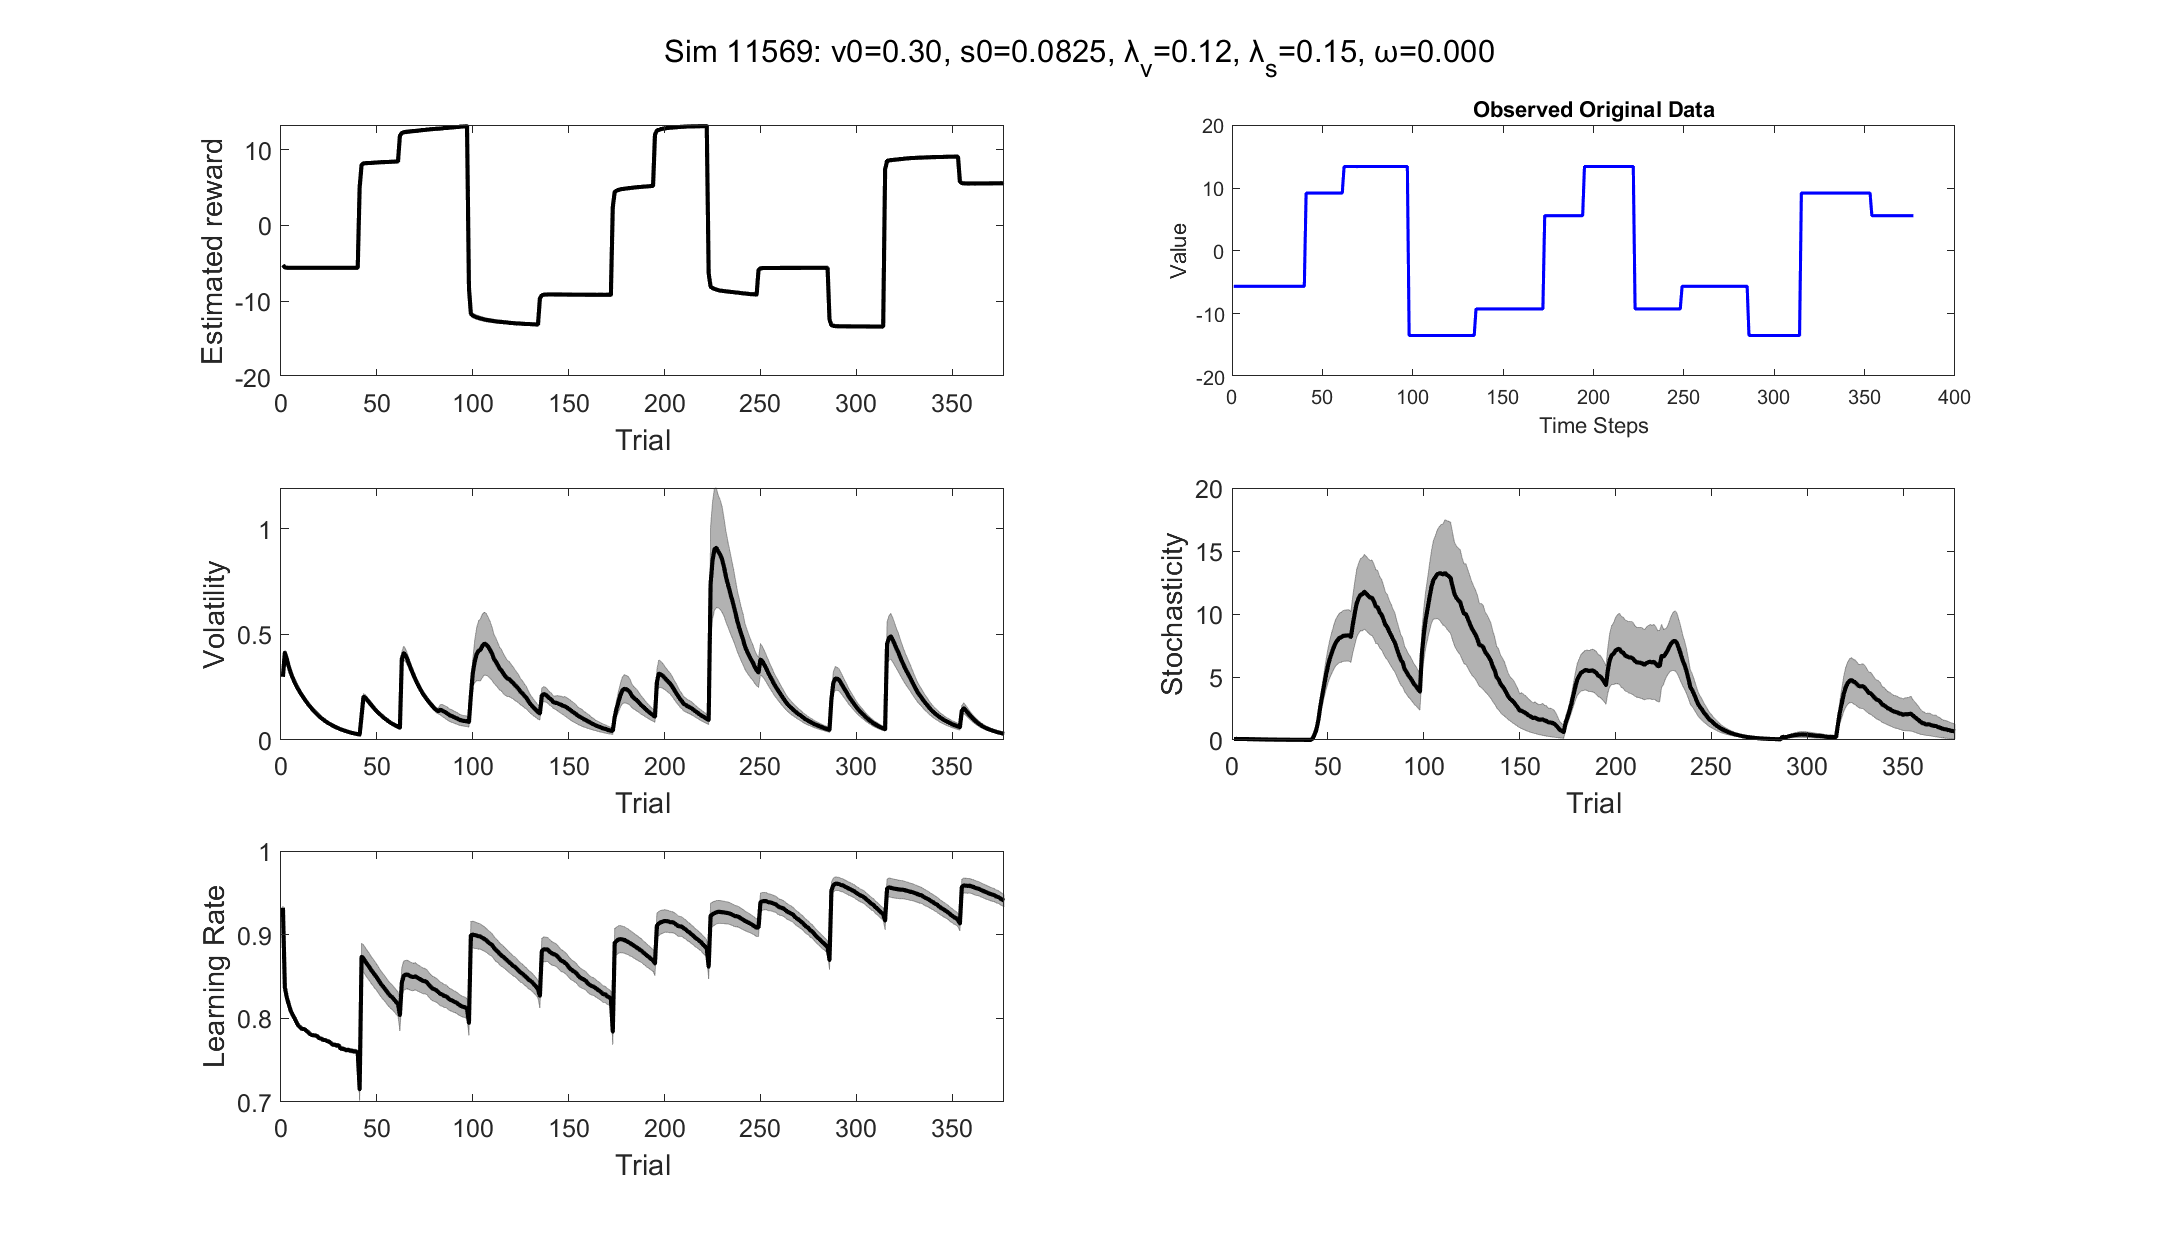 Sim 11569: v0=0.30, s0=0.0825, λv=0.12, λs=0.15, ω=0.000
Estimated reward
10
0
-10
-20
0 50 100 150 200 250 300 350
Trial
Observed Original Data
Value
20
10
0
-10
-20
0 50 100 150 200 250 300 350 400
Time Steps
Volatility
1
0.5
0
0 50 100 150 200 250 300 350
Trial
Stochasticity
20
15
10
5
0
0 50 100 150 200 250 300 350
Trial
Learning Rate
1
0.9
0.8
0.7
0 50 100 150 200 250 300 350
Trial